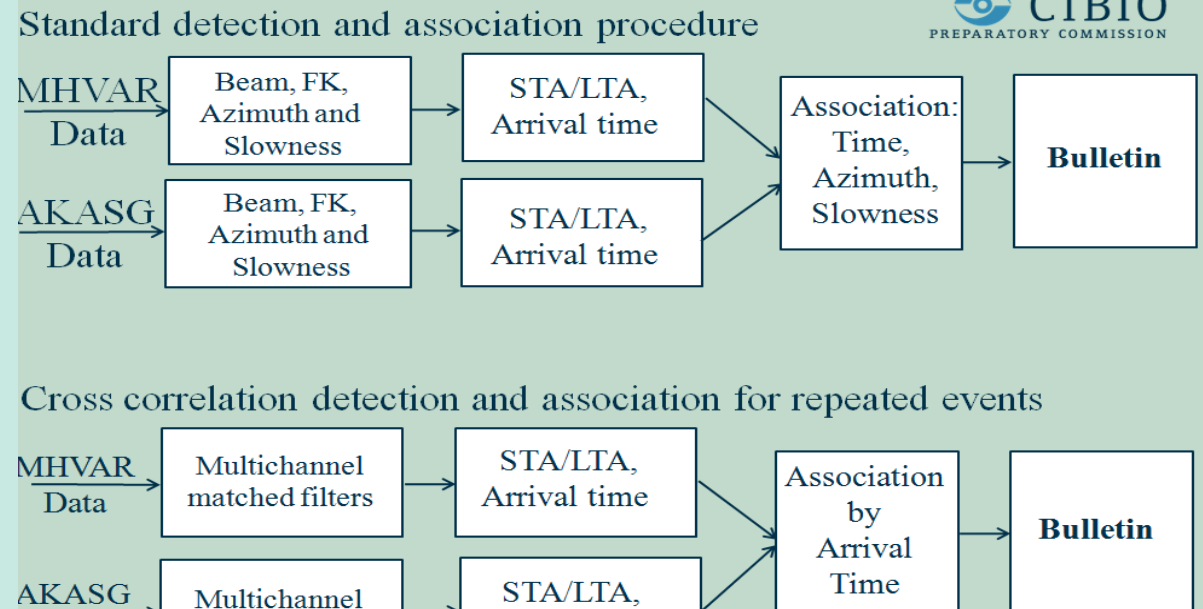 Standard detection and association procedure
CTBTO
PREPARATORY COMMISSION
MHVAR
Data
Beam, FK,
Azimuth and
Slowness
STA/LTA,
Arrival time
AKASG
Data
Beam, FK,
Azimuth and
Slowness
STA/LTA,
Arrival time
Association:
Time,
Azimuth,
Slowness
Bulletin
Cross correlation detection and association for repeated events
MHVAR
Data
Multichannel
matched filters
STA/LTA,
Arrival time
AKASG
Multichannel
STA/LTA,
Association
by
Arrival
Time
Bulletin